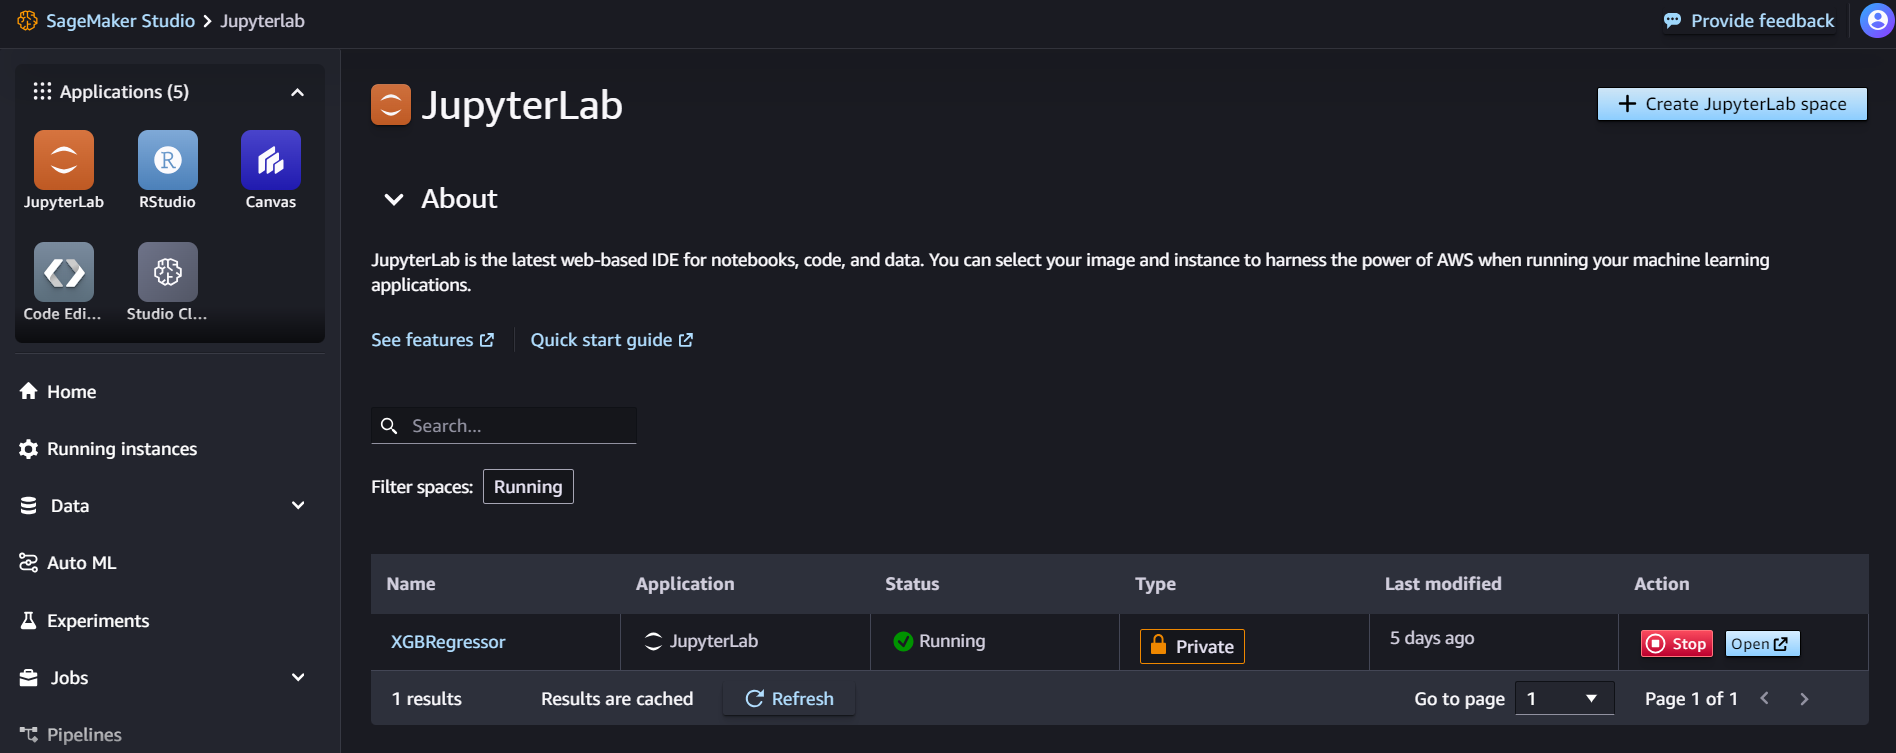 SageMaker Studio > Jupyterlab
Provide feedback
Applications (5)
JupyterLab
RStudio
Canvas
Code Edi...
Studio Cl...
Home
Running instances
Data
Auto ML
Experiments
Jobs
Pipelines
JupyterLab
+ Create JupyterLab space
About
JupyterLab is the latest web-based IDE for notebooks, code, and data. You can select your image and instance to harness the power of AWS when running your machine learning
applications.
See features
Quick start guide
Search...
Filter spaces: Running
Name Application Status Type Last modified Action
XGBRegressor JupyterLab Running Private 5 days ago Stop Open
1 results Results are cached Refresh Go to page 1 Page 1 of 1